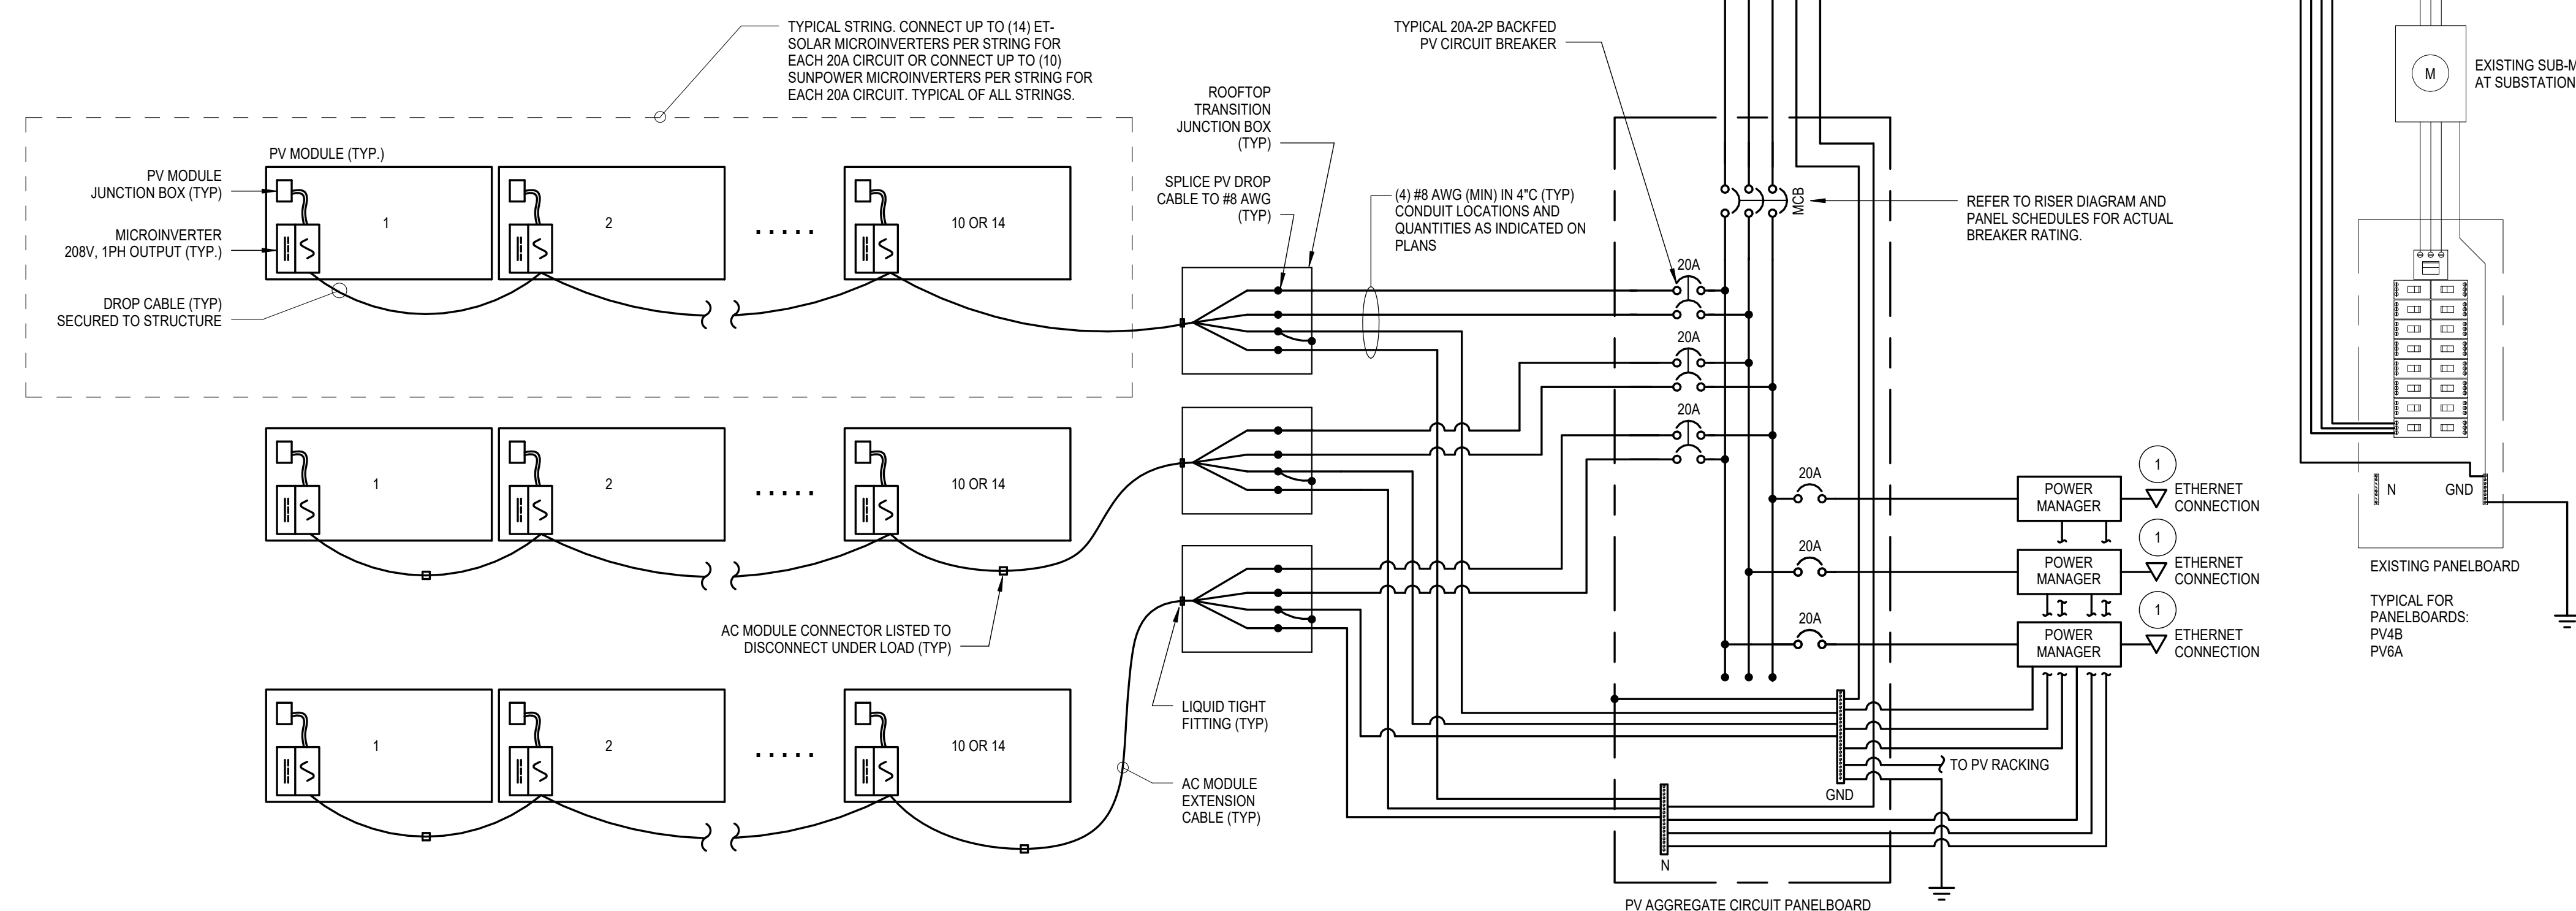 TYPICAL STRING. CONNECT UP TO (14) ET-
SOLAR MICROINVERTERS PER STRING FOR
EACH 20A CIRCUIT OR CONNECT UP TO (10)
SUNPOWER MICROINVERTERS PER STRING FOR
EACH 20A CIRCUIT. TYPICAL OF ALL STRINGS.
TYPICAL 20A-2P BACKFED
PV CIRCUIT BREAKER
M
EXISTING SUB-M
AT SUBSTATION
ROOFTOP
TRANSITION
JUNCTION BOX
(TYP)
PV MODULE (TYP.)
PV MODULE
JUNCTION BOX (TYP)
MICROINVERTER
208V, 1PH OUTPUT (TYP.)
DROP CABLE (TYP)
SECURED TO STRUCTURE
1
2
.....
10 OR 14
SPLICE PV DROP
CABLE TO #8 AWG
(TYP)
(4) #8 AWG (MIN) IN 4"C (TYP)
CONDUIT LOCATIONS AND
QUANTITIES AS INDICATED ON
PLANS
MCB
REFER TO RISER DIAGRAM AND
PANEL SCHEDULES FOR ACTUAL
BREAKER RATING.
20A
20A
20A
1
2
.....
10 OR 14
AC MODULE CONNECTOR LISTED TO
DISCONNECT UNDER LOAD (TYP)
20A
POWER
MANAGER
1
ETHERNET
CONNECTION
20A
POWER
MANAGER
1
ETHERNET
CONNECTION
20A
POWER
MANAGER
1
ETHERNET
CONNECTION
N
GND
EXISTING PANELBOARD
TYPICAL FOR
PANELBOARDS:
PV4B
PV6A
1
2
.....
10 OR 14
LIQUID TIGHT
FITTING (TYP)
AC MODULE
EXTENSION
CABLE (TYP)
TO PV RACKING
GND
N
PV AGGREGATE CIRCUIT PANELBOARD